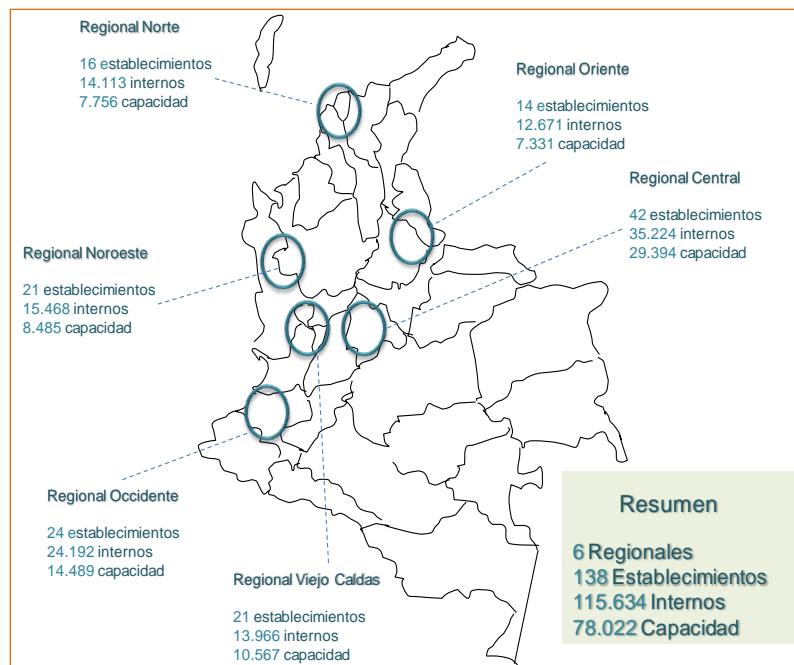 Regional Norte
16 establecimientos
14.113 internos
7.756 capacidad
Regional Oriente
14 establecimientos
12.671 internos
7.331 capacidad
Regional Central
42 establecimientos
35.224 internos
29.394 capacidad
Regional Noroeste
21 establecimientos
15.468 internos
8.485 capacidad
Regional Occidente
24 establecimientos
24.192 internos
14.489 capacidad
Regional Viejo Caldas
21 establecimientos
13.966 internos
10.567 capacidad
Resumen
6 Regionales
138 Establecimientos
115.634 Internos
78.022 Capacidad